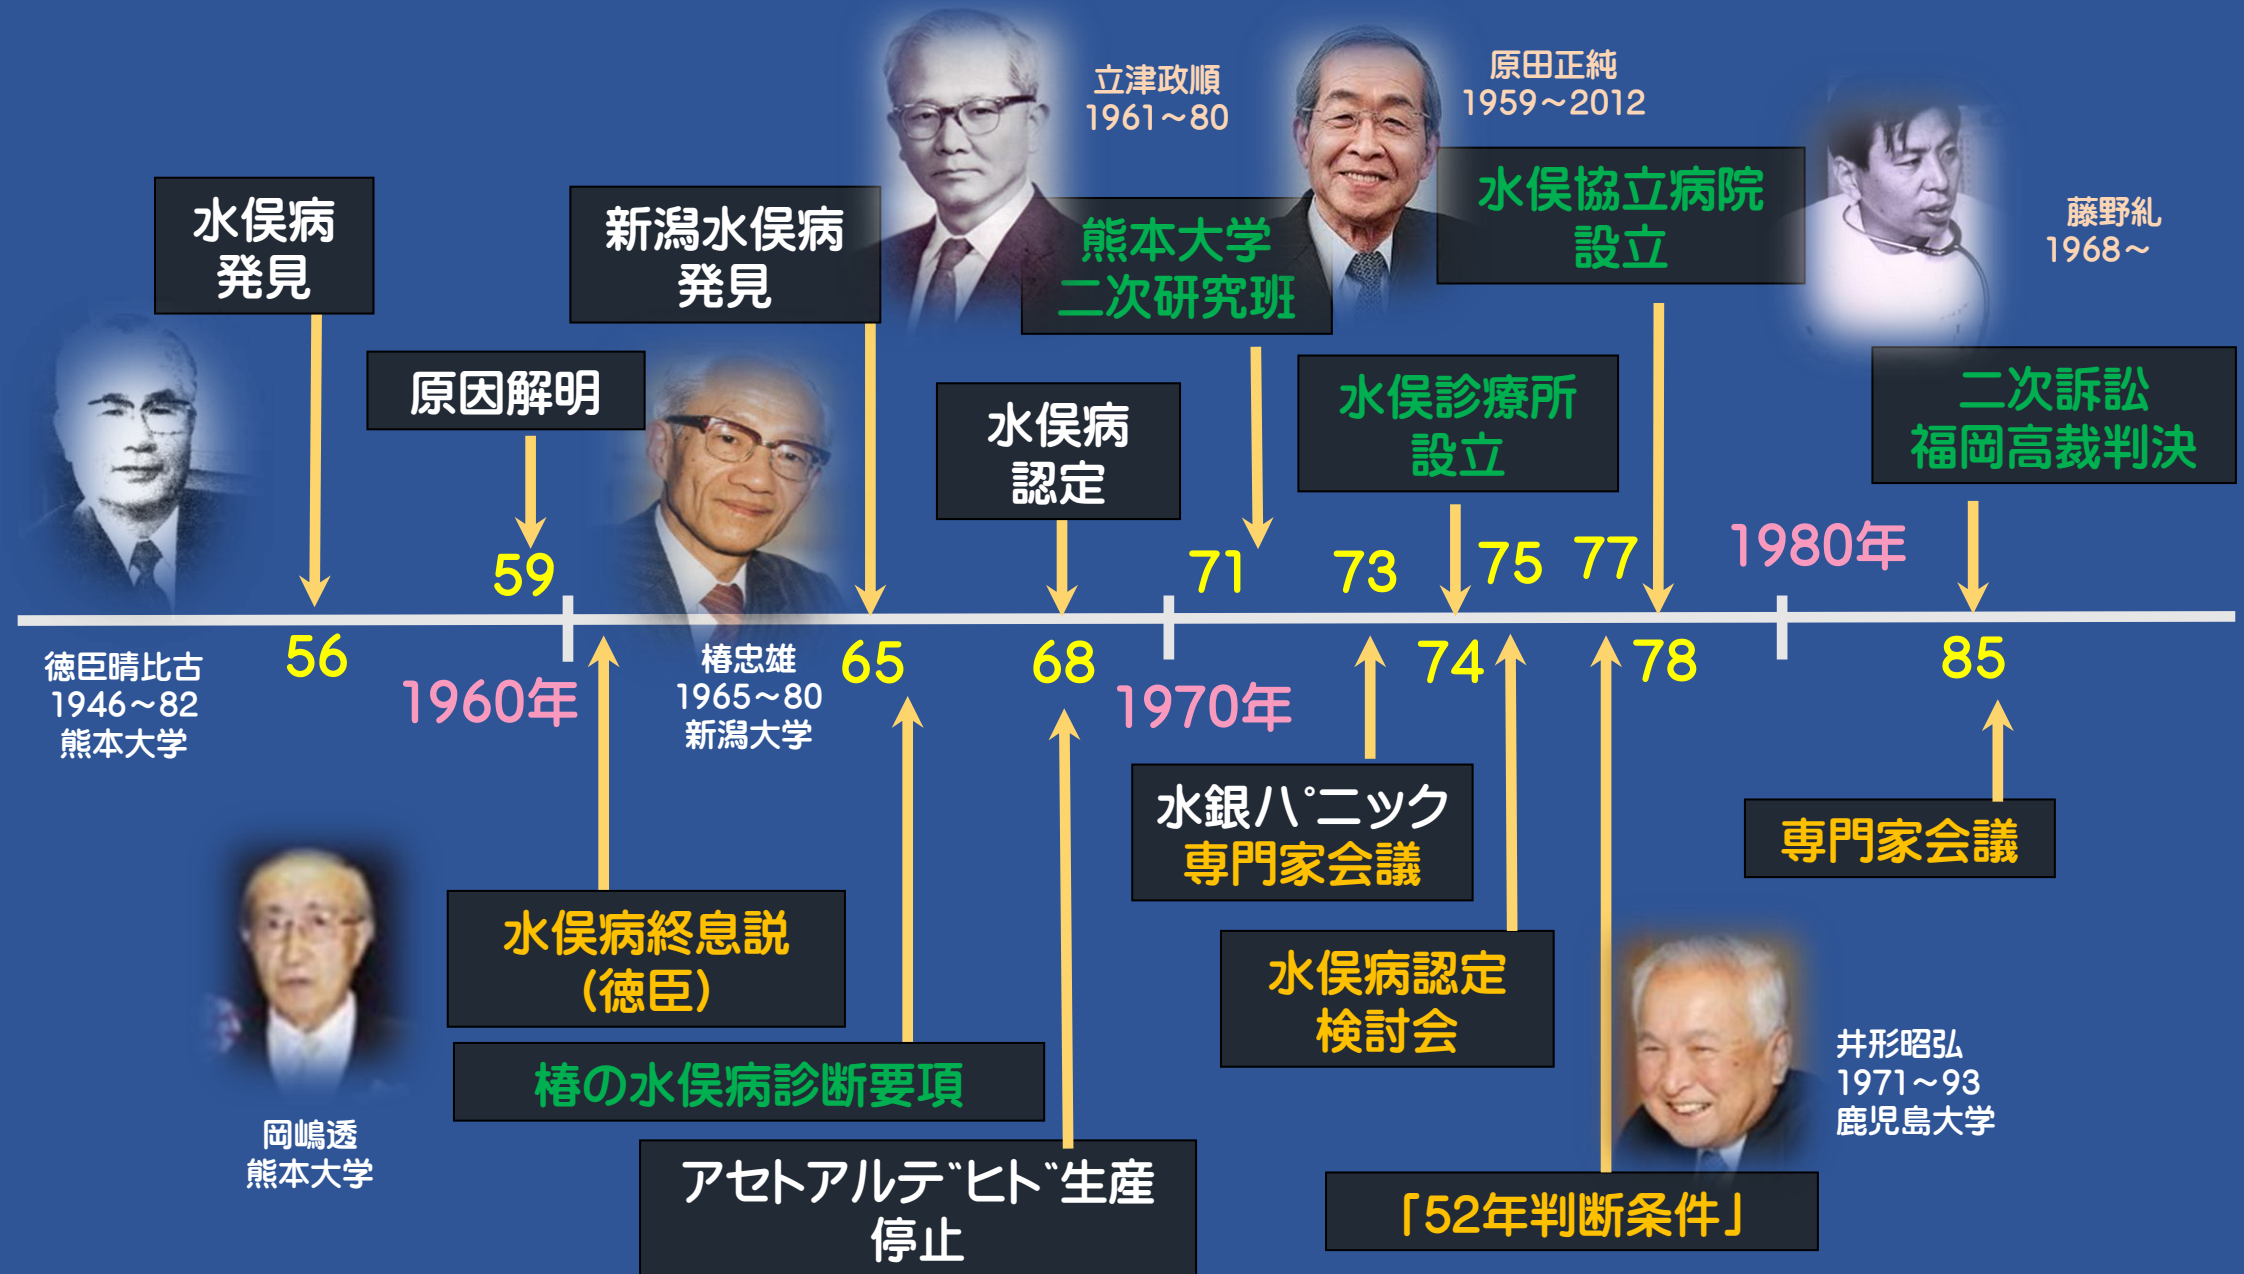 立津政順
1961～80
原田正純
1959～2012
藤野糺
1968～
水俣病
発見
新潟水俣病
発見
熊本大学
二次研究班
水俣協立病院
設立
原因解明
水俣病
認定
水俣診療所
設立
二次訴訟
福岡高裁判決
59
71
73
75
77
1980年
56
65
68
74
78
85
1960年
1970年
徳臣晴比古
1946～82
熊本大学
椿忠雄
1965～80
新潟大学
水銀パニック
専門家会議
専門家会議
水俣病終息説
（徳臣）
水俣病認定
検討会
椿の水俣病診断要項
井形昭弘
1971～93
鹿児島大学
岡嶋透
熊本大学
アセトアルデヒド生産
停止
「52年判断条件」